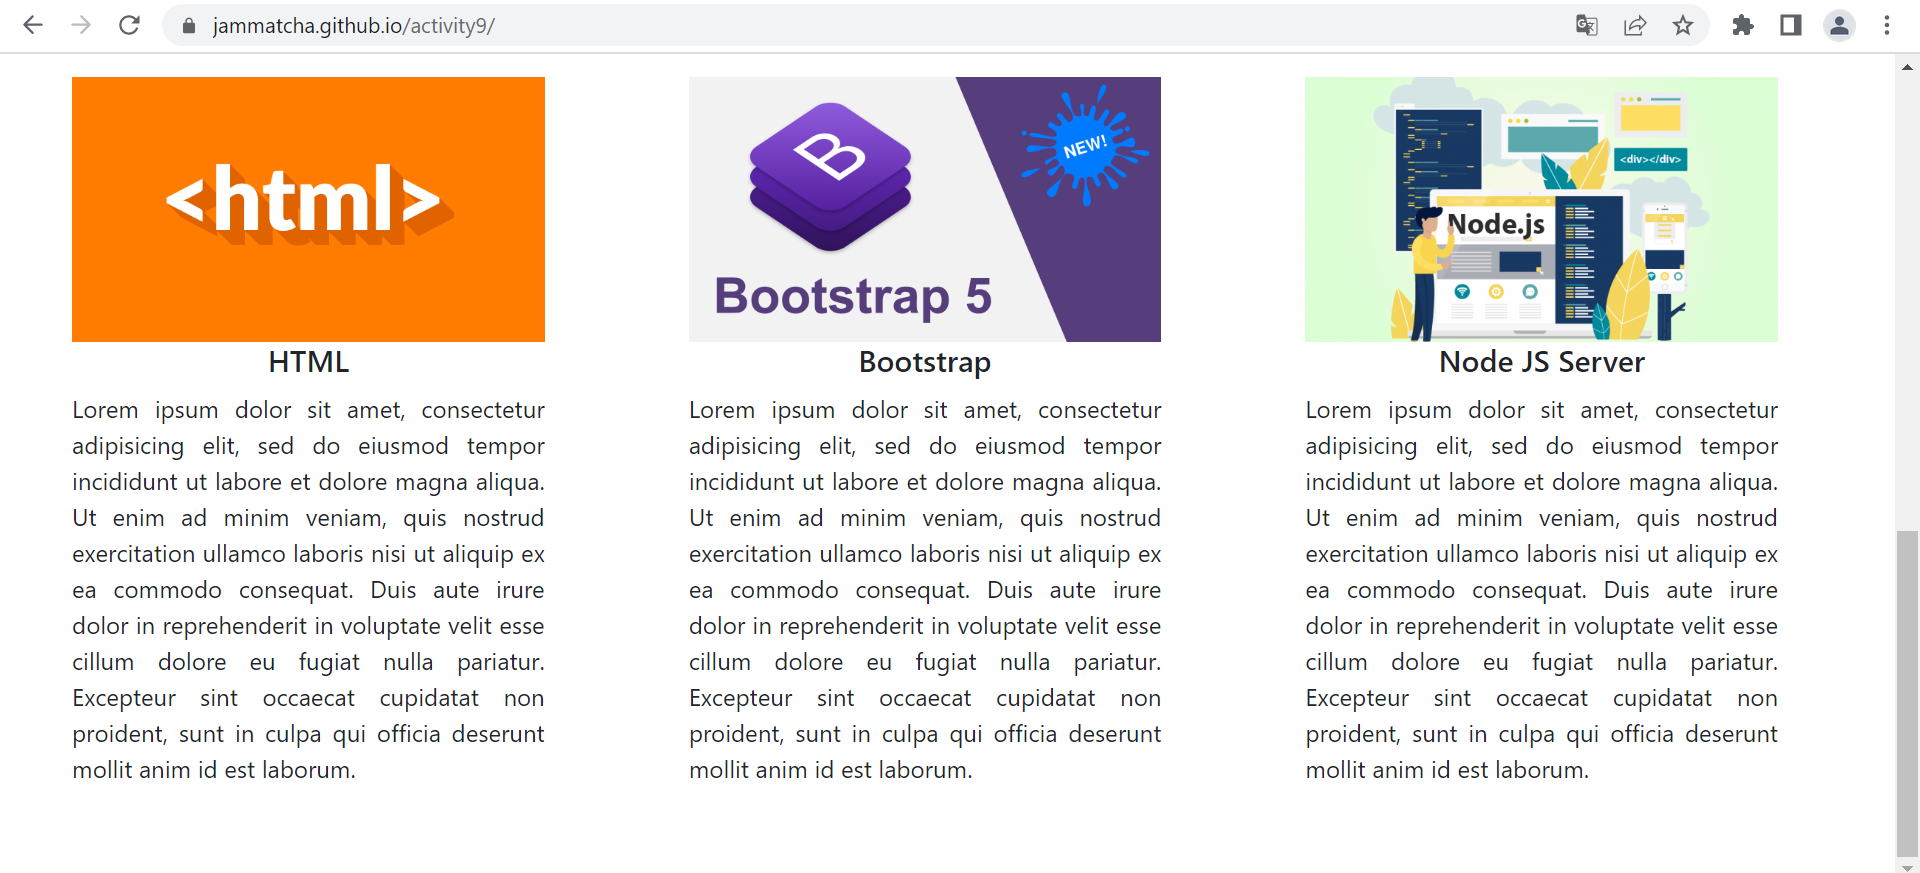 jammatcha.github.io/activity9/
<html>
HTML
Lorem ipsum dolor sit amet, consectetur
adipisicing elit, sed do eiusmod tempor
incididunt ut labore et dolore magna aliqua.
Ut enim ad minim veniam, quis nostrud
exercitation ullamco laboris nisi ut aliquip ex
ea commodo consequat. Duis aute irure
dolor in reprehenderit in voluptate velit esse
cillum dolore eu fugiat nulla pariatur.
Excepteur sint occaecat cupidatat non
proident, sunt in culpa qui officia deserunt
mollit anim id est laborum.
B
NEW!
Bootstrap 5
Bootstrap
Lorem ipsum dolor sit amet, consectetur
adipisicing elit, sed do eiusmod tempor
incididunt ut labore et dolore magna aliqua.
Ut enim ad minim veniam, quis nostrud
exercitation ullamco laboris nisi ut aliquip ex
ea commodo consequat. Duis aute irure
dolor in reprehenderit in voluptate velit esse
cillum dolore eu fugiat nulla pariatur.
Excepteur sint occaecat cupidatat non
proident, sunt in culpa qui officia deserunt
mollit anim id est laborum.
<div></div>
Node.js
Node JS Server
Lorem ipsum dolor sit amet, consectetur
adipisicing elit, sed do eiusmod tempor
incididunt ut labore et dolore magna aliqua.
Ut enim ad minim veniam, quis nostrud
exercitation ullamco laboris nisi ut aliquip ex
ea commodo consequat. Duis aute irure
dolor in reprehenderit in voluptate velit esse
cillum dolore eu fugiat nulla pariatur.
Excepteur sint occaecat cupidatat non
proident, sunt in culpa qui officia deserunt
mollit anim id est laborum.